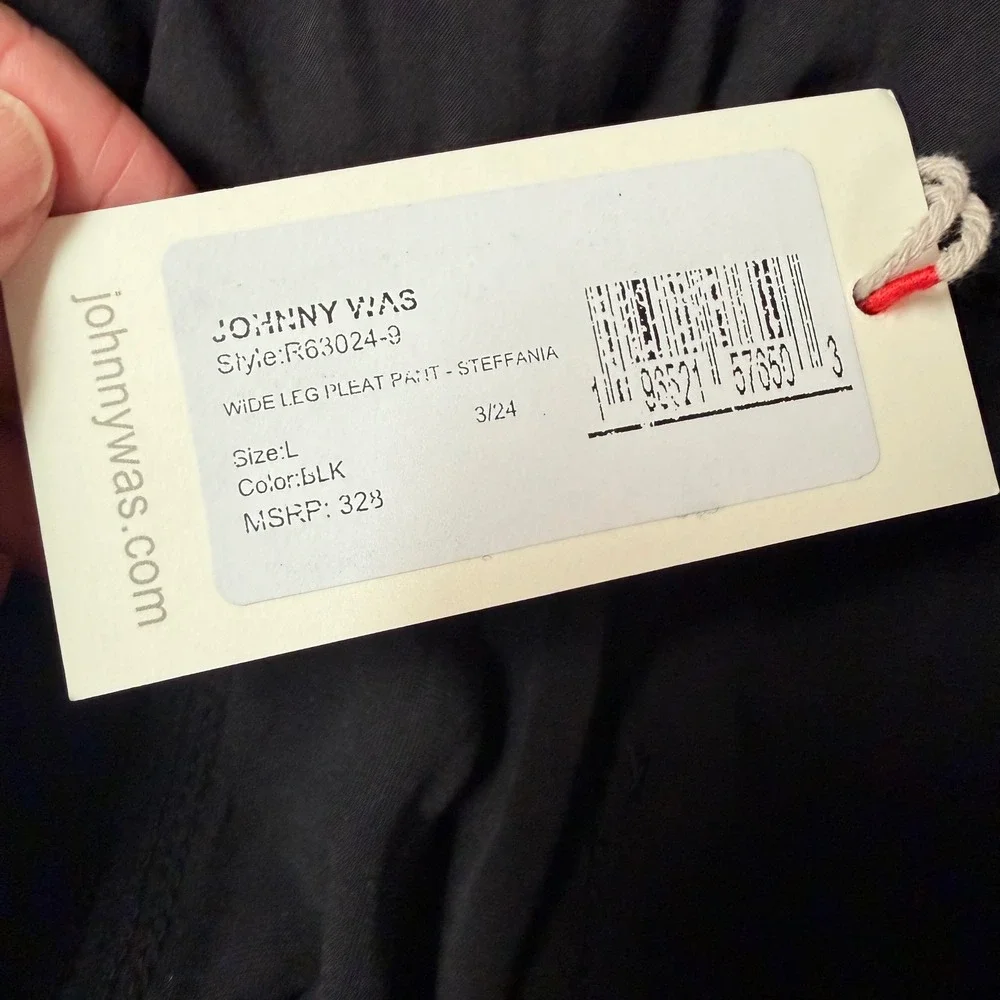 JOHNNY WAS
Style:R63024-9
WIDE LEG PLEAT PANT - STEFFANIA
3/24
Size:L
Color:BLK
MSRP: 328
1 96521 57650 3
johnnywas.com